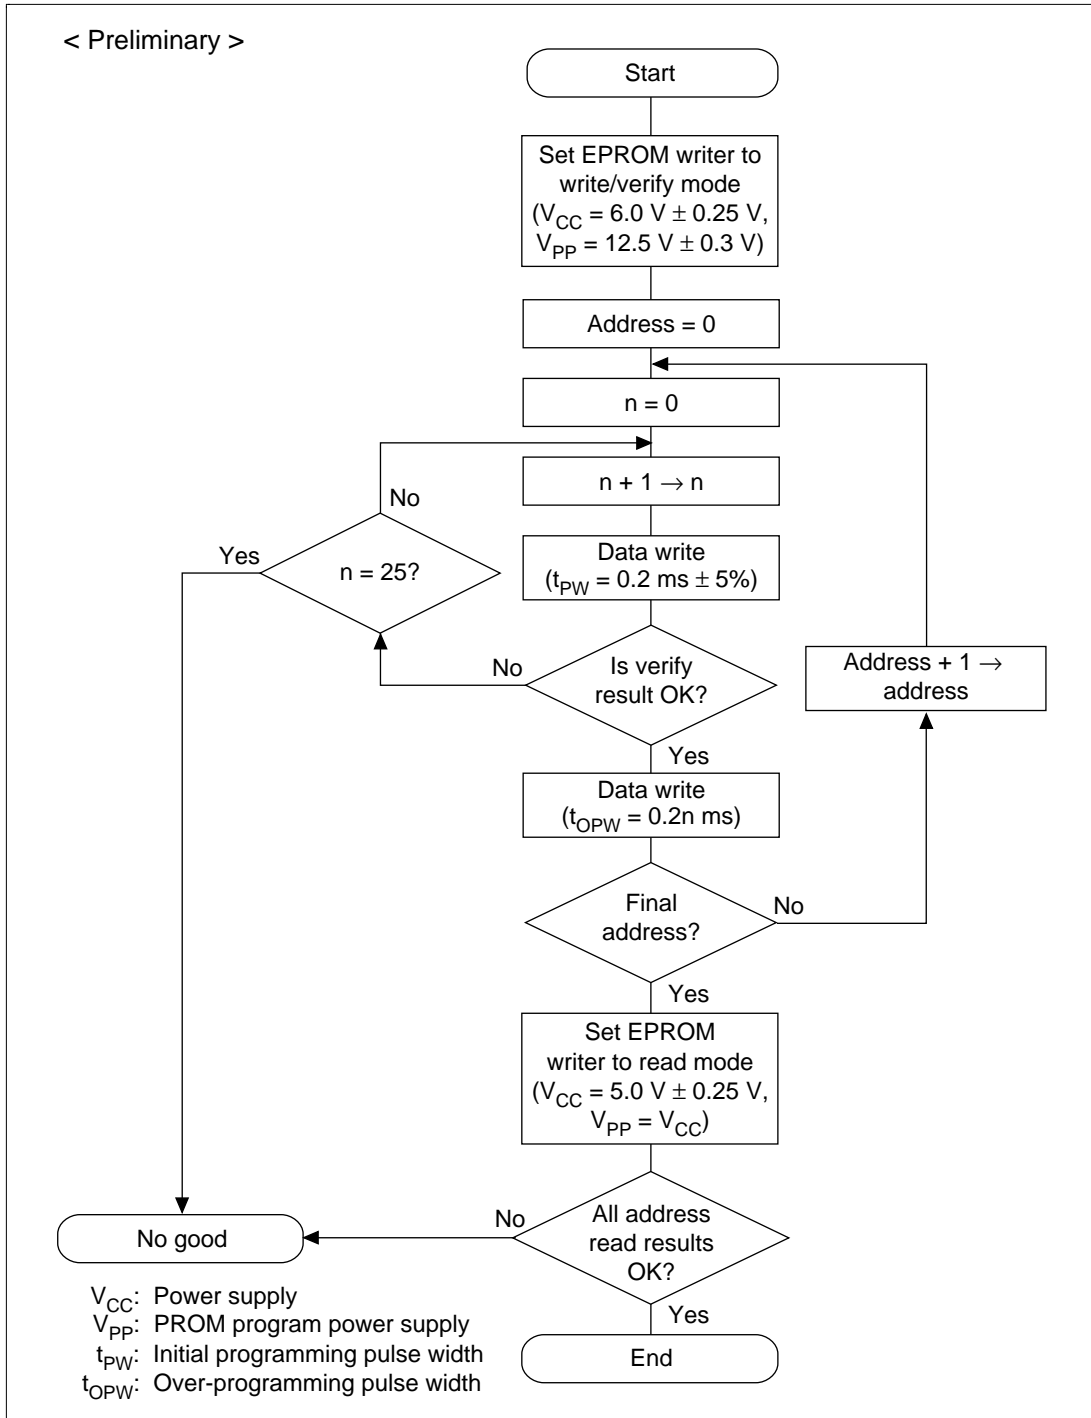 < Preliminary >
Start
Set EPROM writer to
write/verify mode
(VCC = 6.0 V ± 0.25 V,
VPP = 12.5 V ± 0.3 V)
Address = 0
n = 0
n + 1 → n
No
Yes
n = 25?
Data write
(tPW = 0.2 ms ± 5%)
No
Is verify
result OK?
Address + 1 →
address
Yes
Data write
(tOPW = 0.2n ms)
Final
address?
No
Yes
Set EPROM
writer to read mode
(VCC = 5.0 V ± 0.25 V,
VPP = VCC)
No
All address
read results
OK?
No good
Yes
End
VCC: Power supply
VPP: PROM program power supply
tPW: Initial programming pulse width
tOPW: Over-programming pulse width